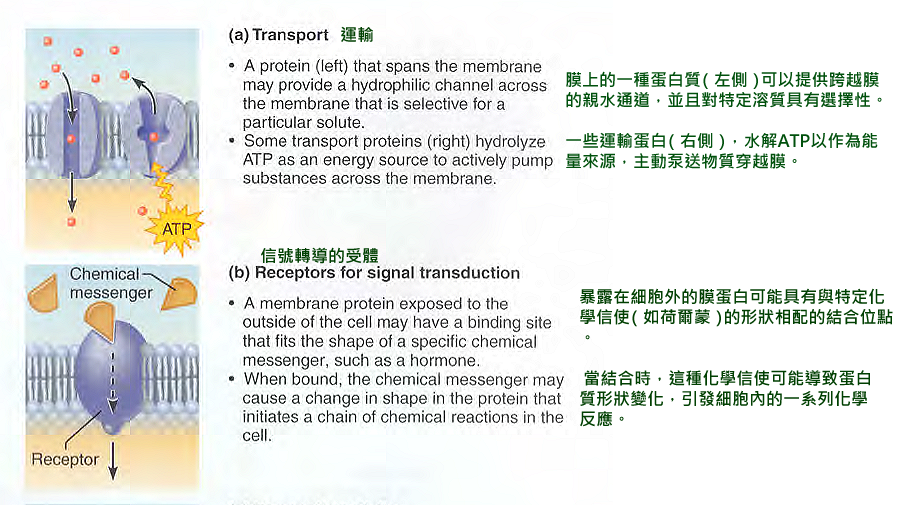 (a) Transport 運輸
• A protein (left) that spans the membrane
may provide a hydrophilic channel across
the membrane that is selective for a
particular solute.
• Some transport proteins (right) hydrolyze
ATP as an energy source to actively pump
substances across the membrane.
膜上的一種蛋白質(左側)可以提供跨越膜
的親水通道，並且對特定溶質具有選擇性。
一些運輸蛋白(右側)，水解ATP以作為能
量來源，主動泵送物質穿越膜。
ATP
信號轉導的受體
(b) Receptors for signal transduction
Chemical
messenger
Receptor
• A membrane protein exposed to the
outside of the cell may have a binding site
that fits the shape of a specific chemical
messenger, such as a hormone.
• When bound, the chemical messenger may
cause a change in shape in the protein that
initiates a chain of chemical reactions in the
cell.
暴露在細胞外的膜蛋白可能具有與特定化
學信使(如荷爾蒙)的形狀相配的結合位點
。
當結合時，這種化學信使可能導致蛋白
質形狀變化，引發細胞內的一系列化學
反應。